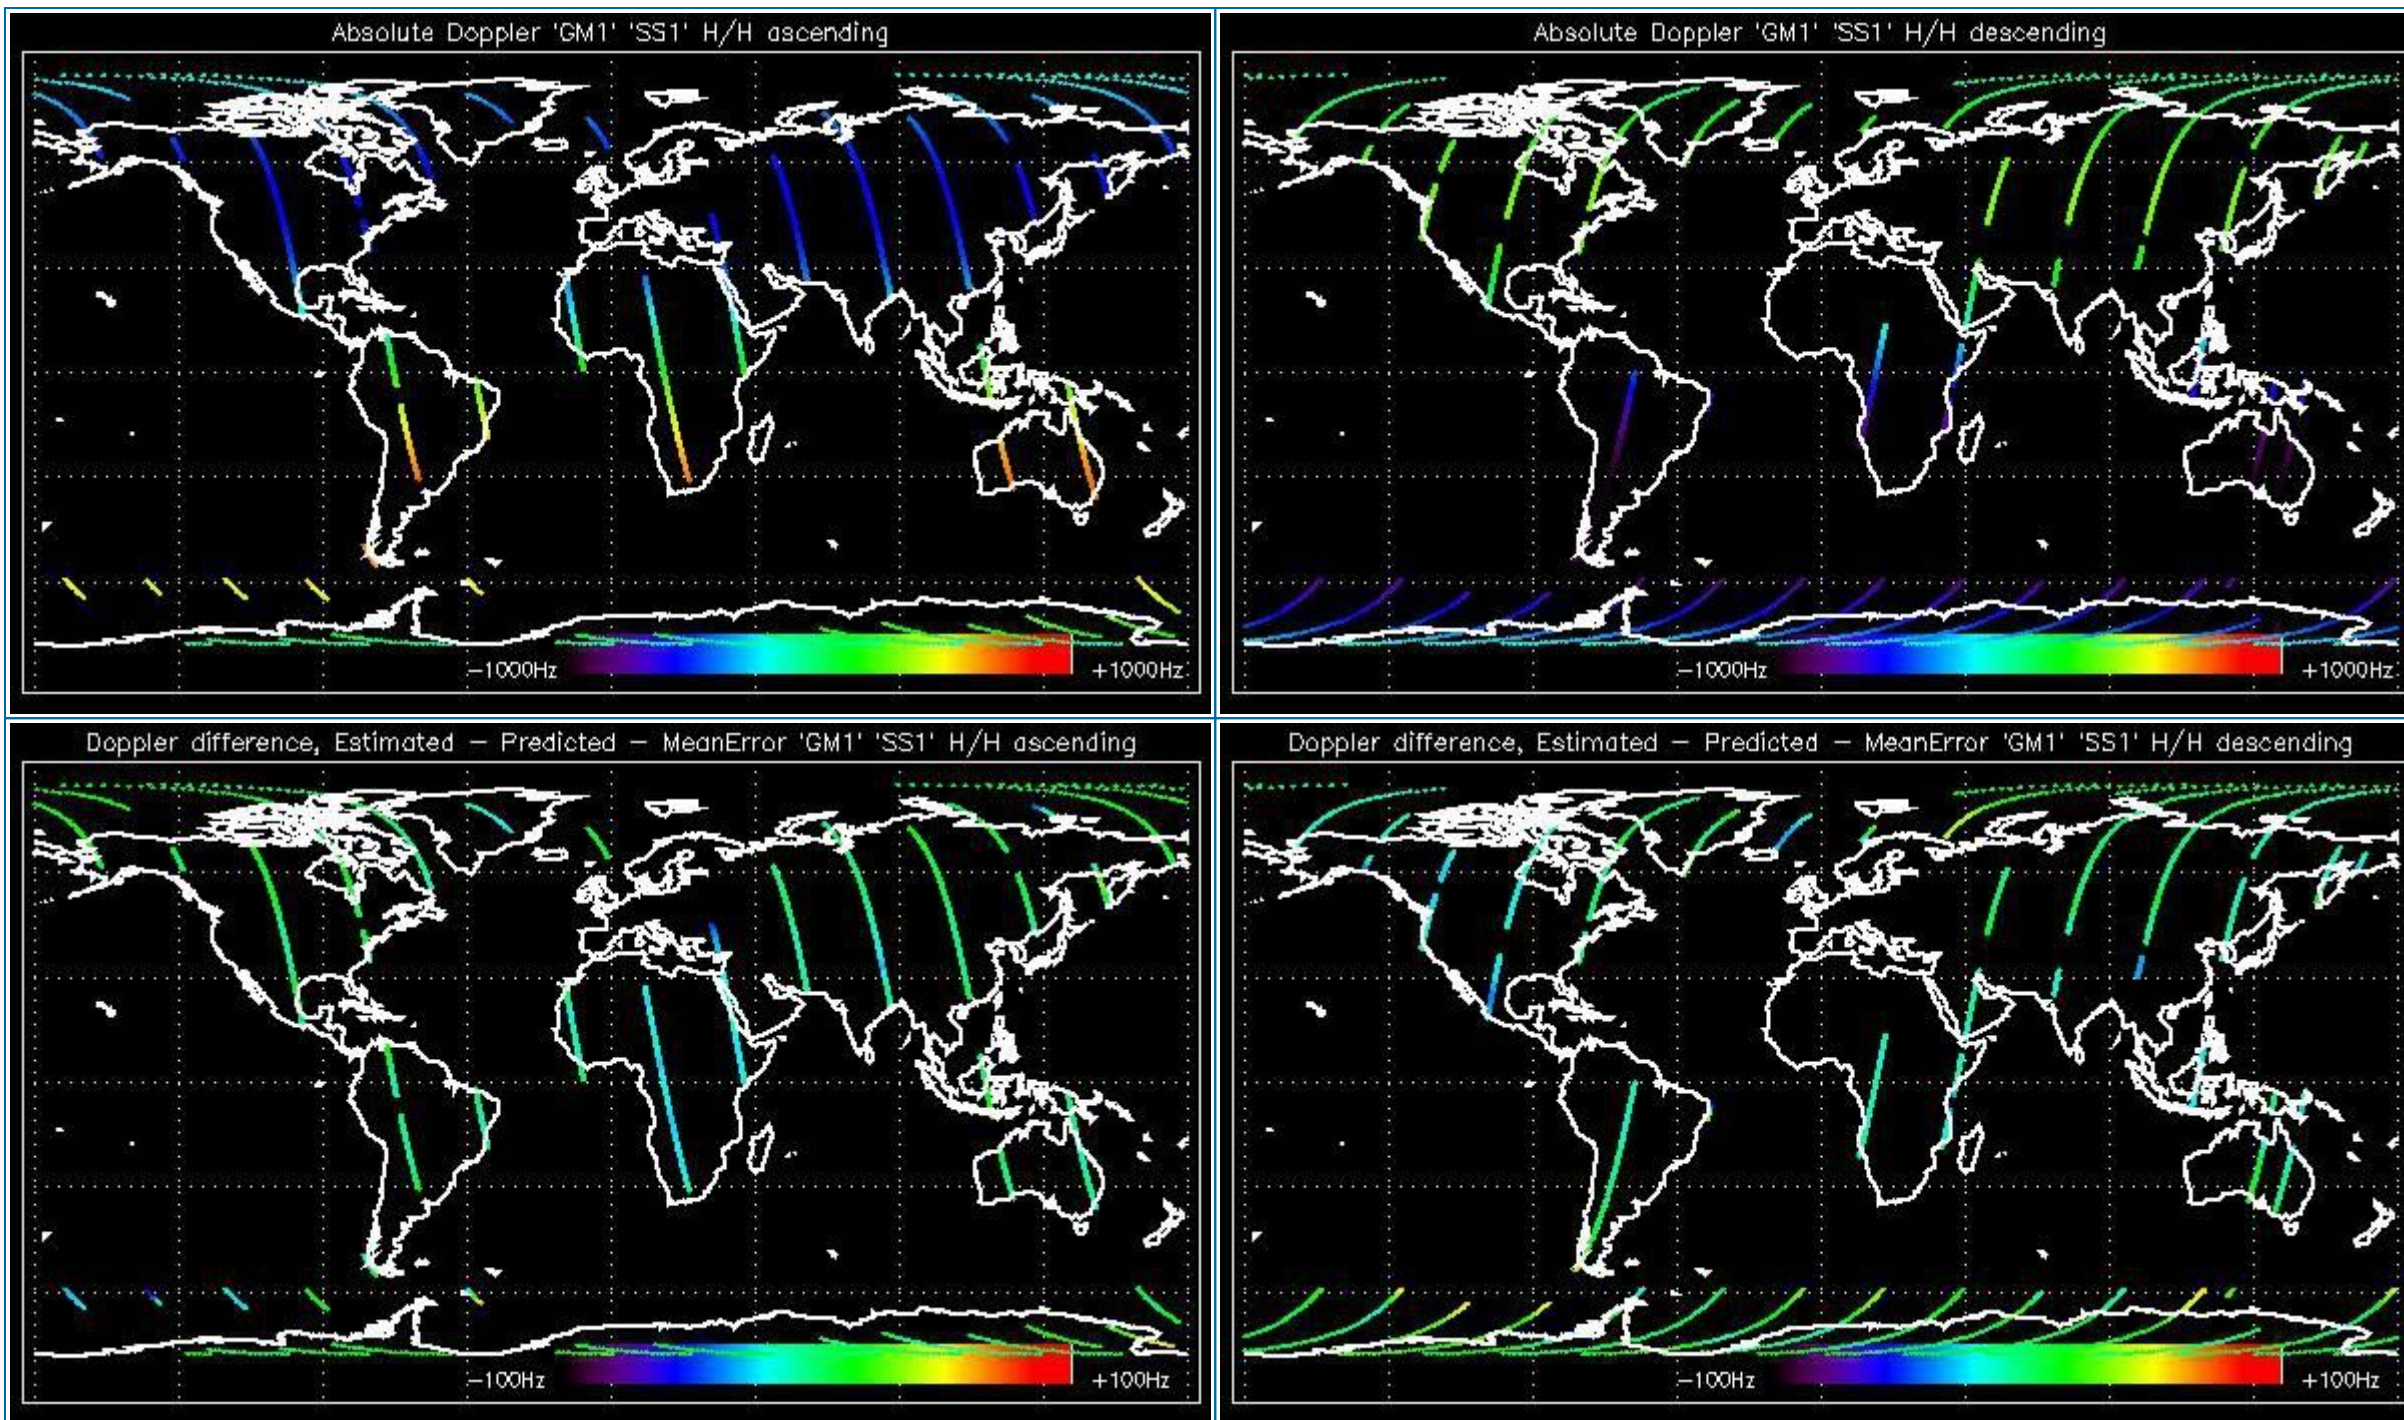 Absolute Doppler 'GM1' 'SS1' H/H ascending
-1000Hz
+1000Hz
Absolute Doppler 'GM1' 'SS1' H/H descending
-1000Hz
+1000Hz
Doppler difference, Estimated – Predicted – MeanError 'GM1' 'SS1' H/H ascending
-100Hz
+100Hz
Doppler difference, Estimated – Predicted – MeanError 'GM1' 'SS1' H/H descending
-100Hz
+100Hz